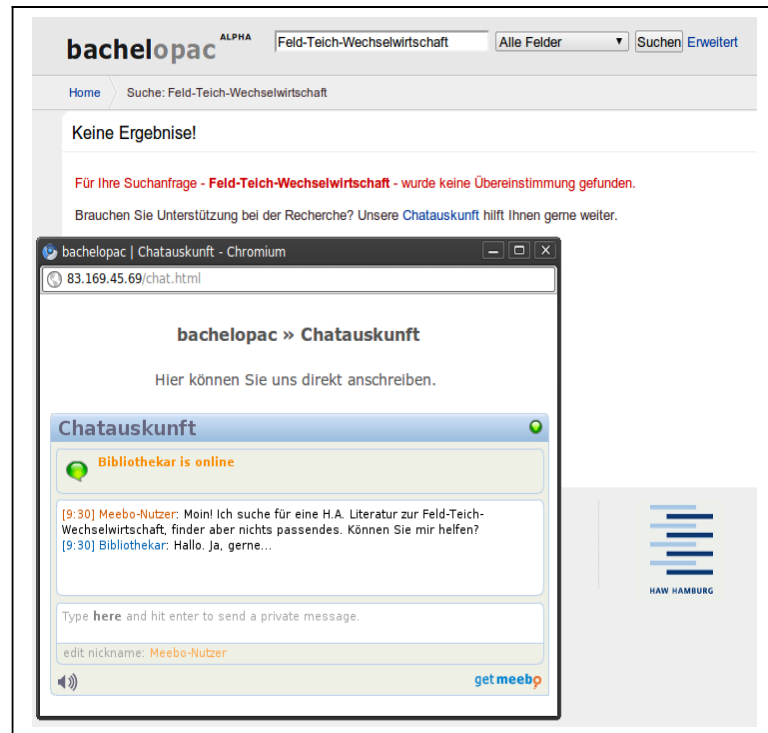 bachelopac ALPHA Feld-Teich-Wechselwirtschaft Alle Felder Suchen Erweitert
Home Suche: Feld-Teich-Wechselwirtschaft
Keine Ergebnise!
Für Ihre Suchanfrage - Feld-Teich-Wechselwirtschaft - wurde keine Übereinstimmung gefunden.
Brauchen Sie Unterstützung bei der Recherche? Unsere Chatauskunft hilft Ihnen gerne weiter.
bachelopac | Chatauskunft - Chromium
83.169.45.69/chat.html
bachelopac » Chatauskunft
Hier können Sie uns direkt anschreiben.
Chatauskunft
Bibliothekar is online
[9:30] Meebo-Nutzer: Moin! Ich suche für eine H.A. Literatur zur Feld-Teich-
Wechselwirtschaft, finder aber nichts passendes. Können Sie mir helfen?
[9:30] Bibliothekar: Hallo. Ja, gerne...
Type here and hit enter to send a private message.
edit nickname: Meebo-Nutzer
get meebo
HAW HAMBURG